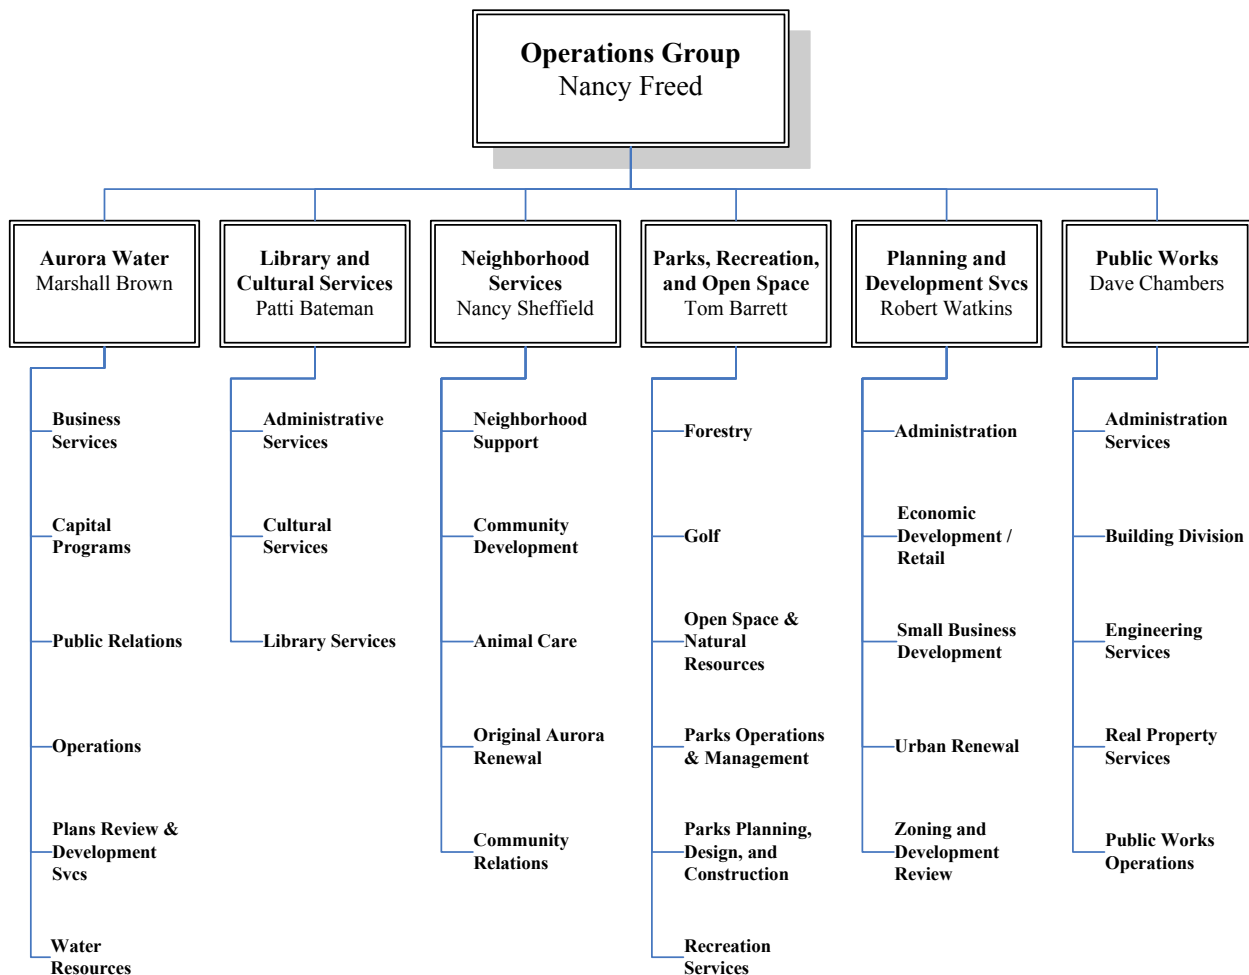 Operations Group
Nancy Freed
Aurora Water
Marshall Brown
Library and
Cultural Services
Patti Bateman
Neighborhood
Services
Nancy Sheffield
Parks, Recreation,
and Open Space
Tom Barrett
Planning and
Development Svcs
Robert Watkins
Public Works
Dave Chambers
Business
Services
Capital
Programs
Public Relations
Operations
Plans Review &
Development
Svcs
Water
Resources
Administrative
Services
Cultural
Services
Library Services
Neighborhood
Support
Community
Development
Animal Care
Original Aurora
Renewal
Community
Relations
Forestry
Golf
Open Space &
Natural
Resources
Parks Operations
& Management
Parks Planning,
Design, and
Construction
Recreation
Services
Administration
Economic
Development /
Retail
Small Business
Development
Urban Renewal
Zoning and
Development
Review
Administration
Services
Building Division
Engineering
Services
Real Property
Services
Public Works
Operations